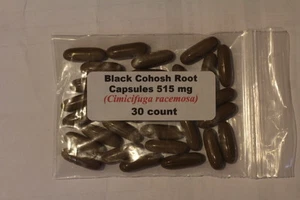 Black Cohosh Root
Capsules 515 mg
(Cimicifuga racemosa)
30 count